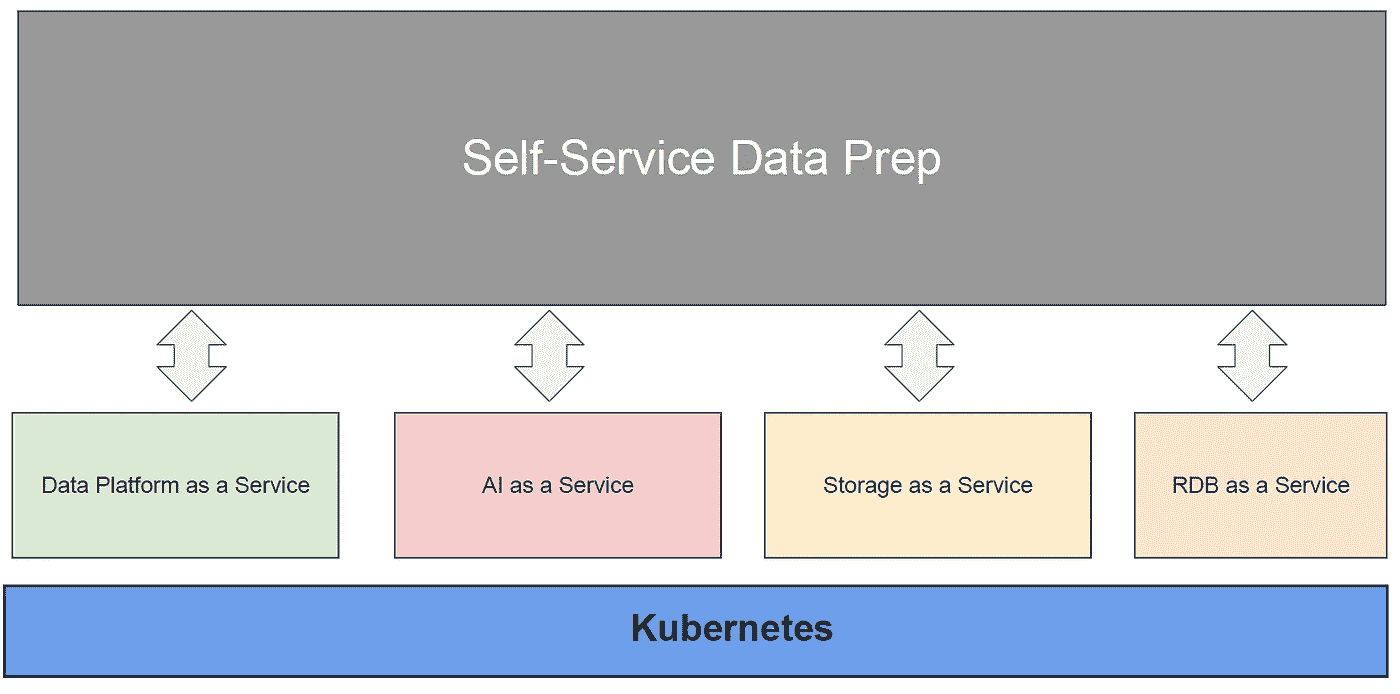 Self-Service Data Prep
Data Platform as a Service
AI as a Service
Storage as a Service
RDB as a Service
Kubernetes